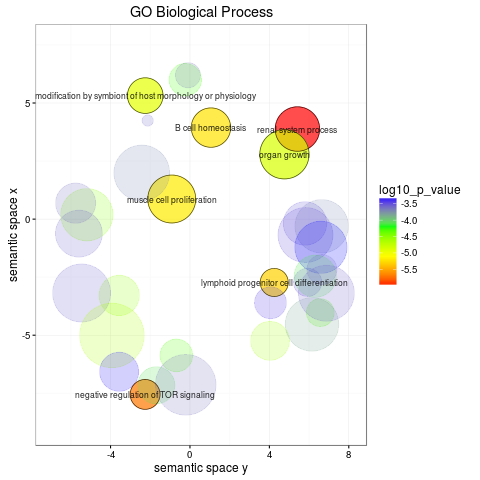 GO Biological Process
modification by symbiont of host morphology or physiology
B cell homeostasis
renal system process
organ growth
muscle cell proliferation
lymphoid progenitor cell differentiation
negative regulation of TOR signaling
5
0
-5
semantic space x
-4
0
4
8
semantic space y
log10_p_value
-3.5
-4.0
-4.5
-5.0
-5.5